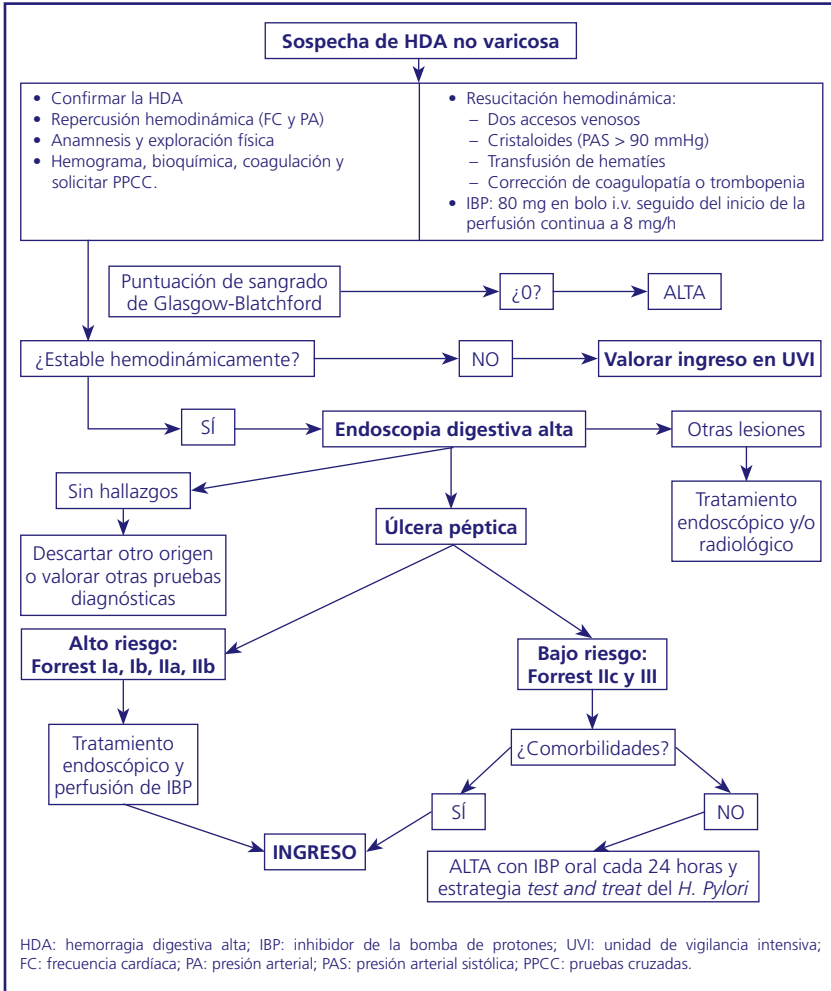 Sospecha de HDA no varicosa
• Confirmar la HDA
• Repercusión hemodinámica (FC y PA)
• Anamnesis y exploración física
• Hemograma, bioquímica, coagulación y
solicitar PPCC.
• Resucitación hemodinámica:
– Dos accesos venosos
– Cristaloides (PAS > 90 mmHg)
– Transfusión de hematíes
– Corrección de coagulopatía o trombopenia
• IBP: 80 mg en bolo i.v. seguido del inicio de la
perfusión continua a 8 mg/h
Puntuación de sangrado
de Glasgow-Blatchford
¿0?
ALTA
¿Estable hemodinámicamente?
NO
Valorar ingreso en UVI
SÍ
Endoscopia digestiva alta
Otras lesiones
Sin hallazgos
Úlcera péptica
Tratamiento
endoscópico y/o
radiológico
Descartar otro origen
o valorar otras pruebas
diagnósticas
Alto riesgo:
Forrest Ia, Ib, IIa, IIb
Bajo riesgo:
Forrest IIc y III
Tratamiento
endoscópico y
perfusión de IBP
¿Comorbilidades?
SÍ
NO
INGRESO
ALTA con IBP oral cada 24 horas y
estrategia test and treat del H. Pylori
HDA: hemorragia digestiva alta; IBP: inhibidor de la bomba de protones; UVI: unidad de vigilancia intensiva;
FC: frecuencia cardíaca; PA: presión arterial; PAS: presión arterial sistólica; PPCC: pruebas cruzadas.